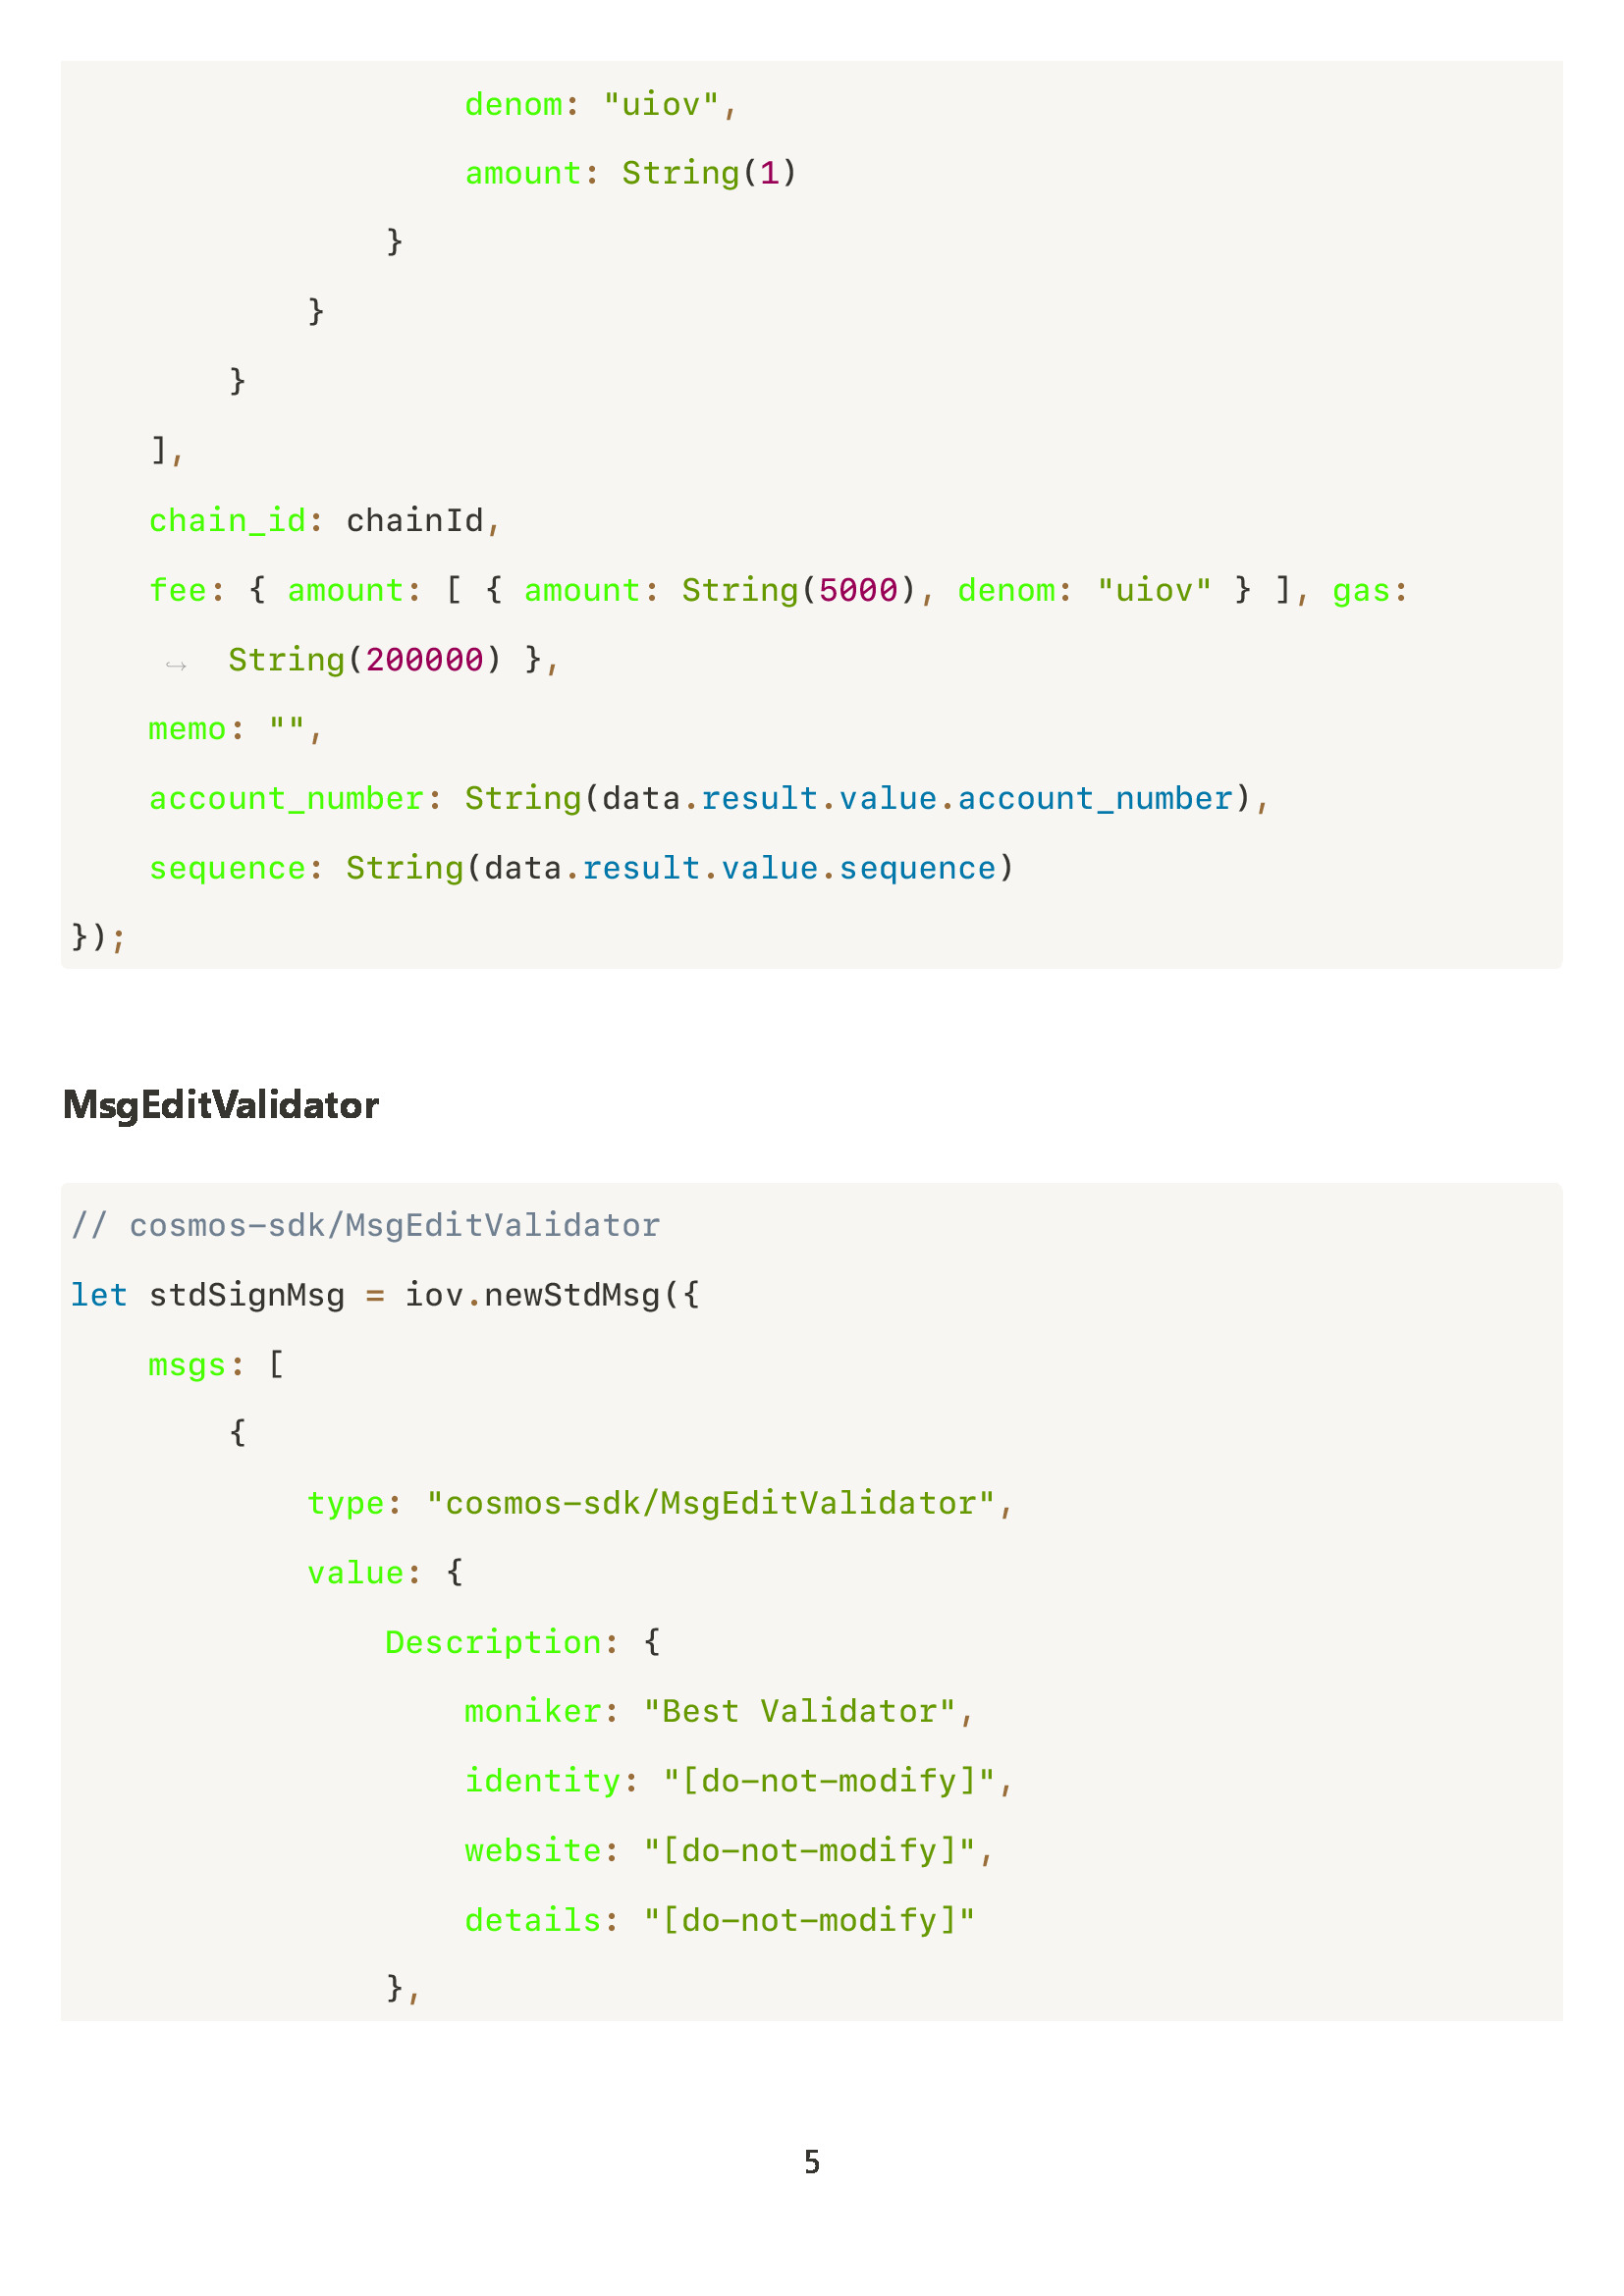 denom: "uiov",
amount: String(1)
}
}
}
],
chain_id: chainId,
fee: { amount: [ { amount: String(5000), denom: "uiov" } ], gas:
↪ String(200000) },
memo: "",
account_number: String(data.result.value.account_number),
sequence: String(data.result.value.sequence)
});
MsgEditValidator
// cosmos-sdk/MsgEditValidator
let stdSignMsg = iov.newStdMsg({
msgs: [
{
type: "cosmos-sdk/MsgEditValidator",
value: {
Description: {
moniker: "Best Validator",
identity: "[do-not-modify]",
website: "[do-not-modify]",
details: "[do-not-modify]"
},
5